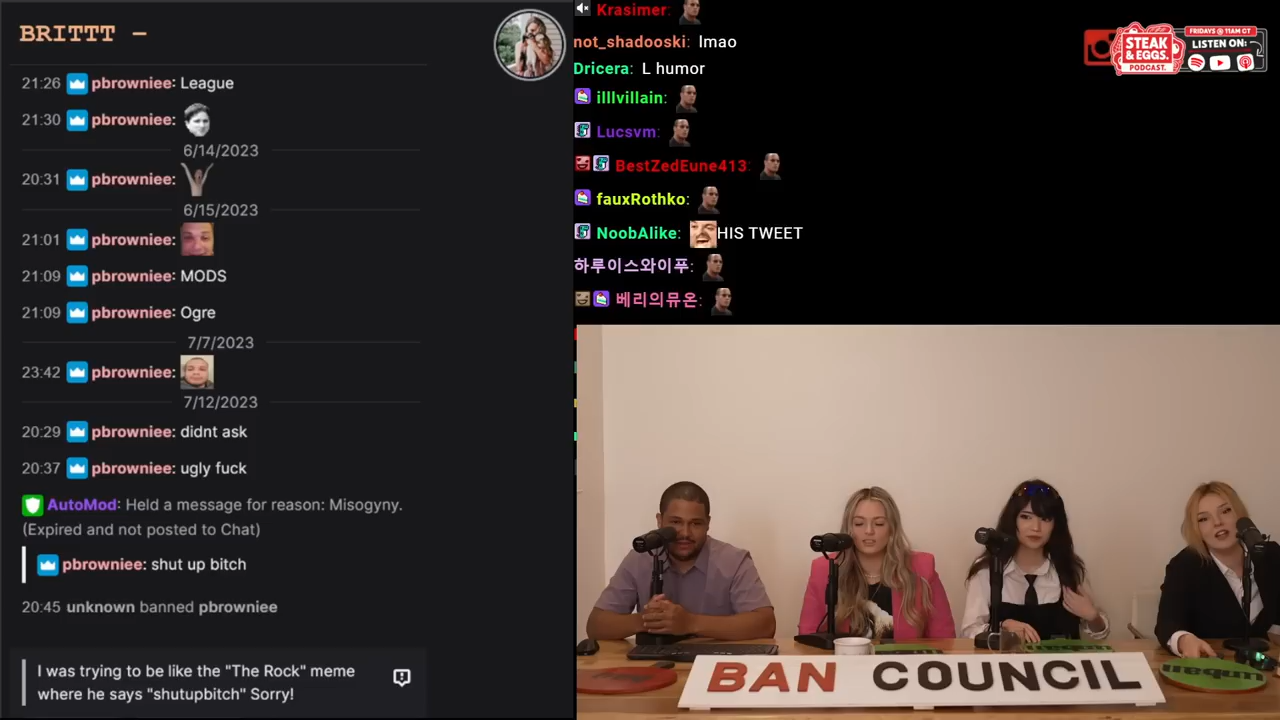 BRITTT –
21:26 pbrowniee: League
21:30 pbrowniee:
6/14/2023
20:31 pbrowniee:
6/15/2023
21:01 pbrowniee:
21:09 pbrowniee: MODS
21:09 pbrowniee: Ogre
7/7/2023
23:42 pbrowniee:
7/12/2023
20:29 pbrowniee: didnt ask
20:37 pbrowniee: ugly fuck
AutoMod: Held a message for reason: Misogyny.
(Expired and not posted to Chat)
pbrowniee: shut up bitch
20:45 unknown banned pbrowniee
I was trying to be like the "The Rock" meme
where he says "shutupbitch" Sorry!
Krasimer:
not_shadooski: lmao
Dricera: L humor
illlvillain:
Lucsvm:
BestZedEune413:
fauxRothko:
NoobAlike: HIS TWEET
하루이스와이푸:
베리의뮤온:
STEAK
& EGGS.
PODCAST.
FRIDAYS @ 11AM CT
LISTEN ON:
BAN COUNCIL
unban